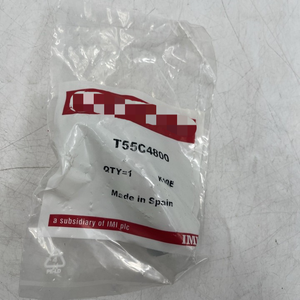 T55C4800
QTY=1
Made in Spain
a subsidiary of IMI plc
IMI